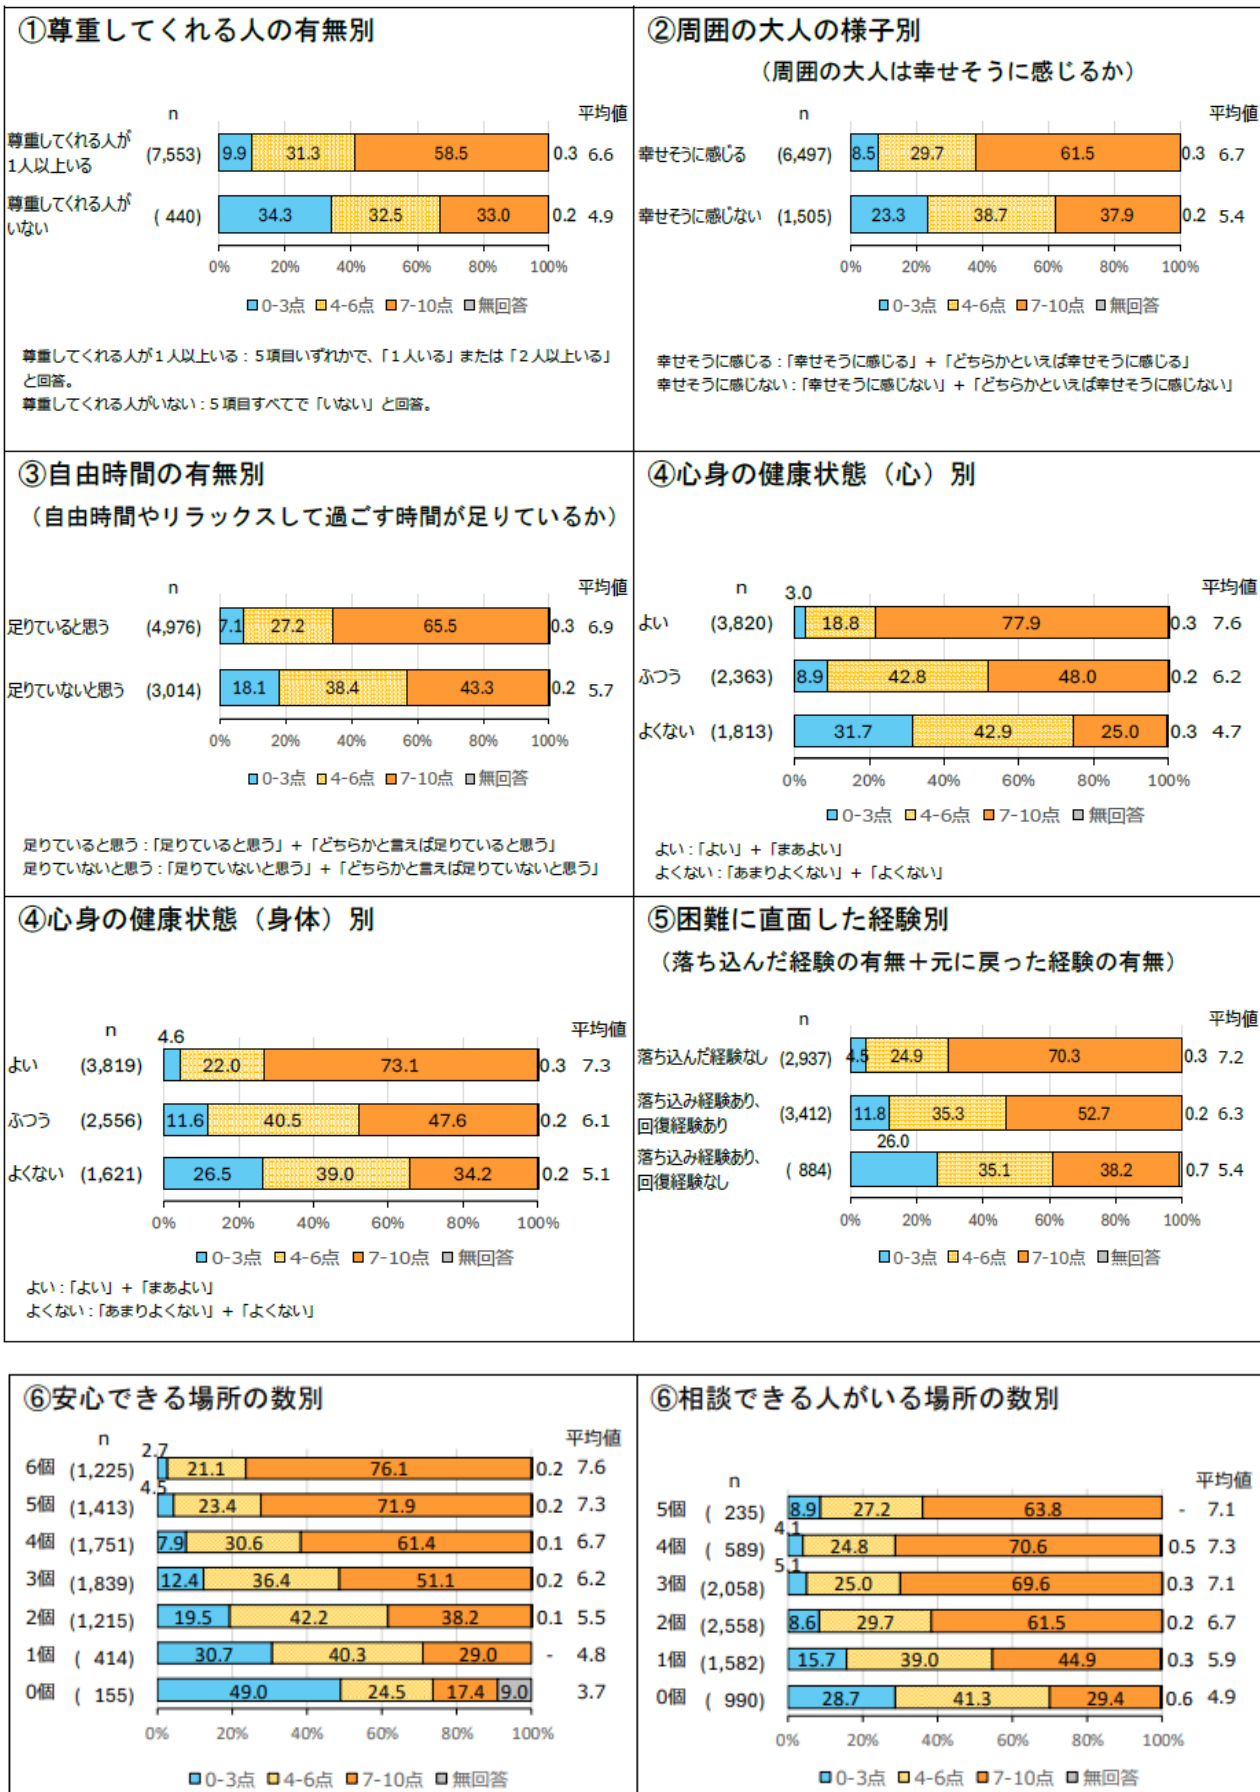 ①尊重してくれる人の有無別
n
平均値
尊重してくれる人が
1人以上いる
(7,553) 9.9 31.3 58.5 0.3 6.6
尊重してくれる人が
いない
( 440) 34.3 32.5 33.0 0.2 4.9
0% 20% 40% 60% 80% 100%
0-3点 4-6点 7-10点 無回答
尊重してくれる人が１人以上いる：５項目いずれかで、「１人いる」または「２人以上いる」
と回答。
尊重してくれる人がいない：５項目すべてで「いない」と回答。
②周囲の大人の様子別
（周囲の大人は幸せそうに感じるか）
n
平均値
幸せそうに感じる (6,497) 8.5 29.7 61.5 0.3 6.7
幸せそうに感じない (1,505) 23.3 38.7 37.9 0.2 5.4
0% 20% 40% 60% 80% 100%
0-3点 4-6点 7-10点 無回答
幸せそうに感じる：「幸せそうに感じる」＋「どちらかといえば幸せそうに感じる」
幸せそうに感じない：「幸せそうに感じない」＋「どちらかといえば幸せそうに感じない」
③自由時間の有無別
（自由時間やリラックスして過ごす時間が足りているか）
n
平均値
足りていると思う (4,976) 7.1 27.2 65.5 0.3 6.9
足りていないと思う (3,014) 18.1 38.4 43.3 0.2 5.7
0% 20% 40% 60% 80% 100%
0-3点 4-6点 7-10点 無回答
足りていると思う：「足りていると思う」＋「どちらかと言えば足りていると思う」
足りていないと思う：「足りていないと思う」＋「どちらかと言えば足りていないと思う」
④心身の健康状態（心）別
n
平均値
よい (3,820) 3.0 18.8 77.9 0.3 7.6
ふつう (2,363) 8.9 42.8 48.0 0.2 6.2
よくない (1,813) 31.7 42.9 25.0 0.3 4.7
0% 20% 40% 60% 80% 100%
0-3点 4-6点 7-10点 無回答
よい：「よい」＋「まあよい」
よくない：「あまりよくない」＋「よくない」
④心身の健康状態（身体）別
n
平均値
よい (3,819) 4.6 22.0 73.1 0.3 7.3
ふつう (2,556) 11.6 40.5 47.6 0.2 6.1
よくない (1,621) 26.5 39.0 34.2 0.2 5.1
0% 20% 40% 60% 80% 100%
0-3点 4-6点 7-10点 無回答
よい：「よい」＋「まあよい」
よくない：「あまりよくない」＋「よくない」
⑤困難に直面した経験別
（落ち込んだ経験の有無＋元に戻った経験の有無）
n
平均値
落ち込んだ経験なし (2,937) 4.5 24.9 70.3 0.3 7.2
落ち込み経験あり、
回復経験あり
(3,412) 11.8 35.3 52.7 0.2 6.3
落ち込み経験あり、
回復経験なし
( 884) 26.0 35.1 38.2 0.7 5.4
0% 20% 40% 60% 80% 100%
0-3点 4-6点 7-10点 無回答
⑥安心できる場所の数別
n
平均値
6個 (1,225) 2.7 21.1 76.1 0.2 7.6
5個 (1,413) 4.5 23.4 71.9 0.2 7.3
4個 (1,751) 7.9 30.6 61.4 0.1 6.7
3個 (1,839) 12.4 36.4 51.1 0.2 6.2
2個 (1,215) 19.5 42.2 38.2 0.1 5.5
1個 ( 414) 30.7 40.3 29.0 - 4.8
0個 ( 155) 49.0 24.5 17.4 9.0 3.7
0% 20% 40% 60% 80% 100%
0-3点 4-6点 7-10点 無回答
⑥相談できる人がいる場所の数別
n
平均値
5個 ( 235) 8.9 27.2 63.8 - 7.1
4個 ( 589) 4.1 24.8 70.6 0.5 7.3
3個 (2,058) 5.1 25.0 69.6 0.3 7.1
2個 (2,558) 8.6 29.7 61.5 0.2 6.7
1個 (1,582) 15.7 39.0 44.9 0.3 5.9
0個 ( 990) 28.7 41.3 29.4 0.6 4.9
0% 20% 40% 60% 80% 100%
0-3点 4-6点 7-10点 無回答